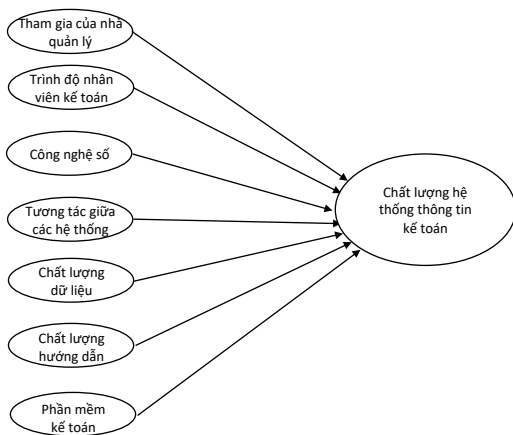 Tham gia của nhà
quản lý
Trình độ nhân
viên kế toán
Công nghệ số
Tương tác giữa
các hệ thống
Chất lượng
dữ liệu
Chất lượng
hướng dẫn
Phần mềm
kế toán
Chất lượng hệ
thống thông tin
kế toán